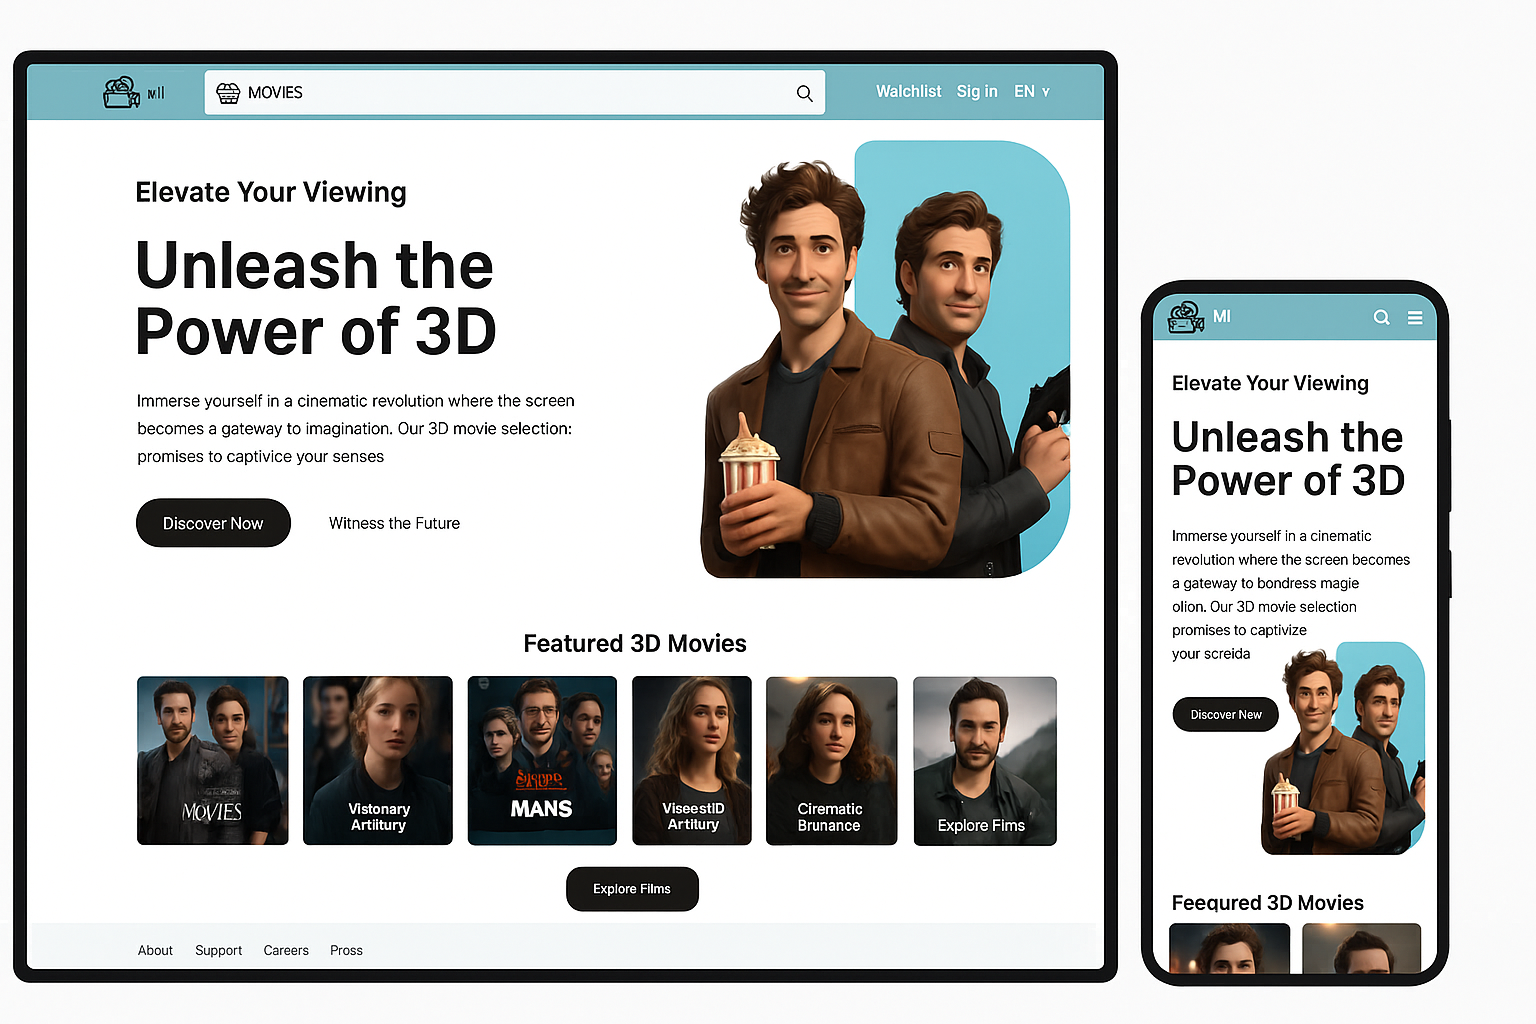 MOVIES
Walchlist Sig in EN
Elevate Your Viewing
Unleash the
Power of 3D
Immerse yourself in a cinematic revolution where the screen
becomes a gateway to imagination. Our 3D movie selection:
promises to captivice your senses
Discover Now
Witness the Future
Featured 3D Movies
MOVIES
Vistonary
Artiitury
MANS
ViseestID
Artitury
Cirematic
Brunance
Explore Fims
Explore Films
About Support Careers Pross
MI
Elevate Your Viewing
Unleash the
Power of 3D
Immerse yourself in a cinematic
revolution where the screen becomes
a gateway to bondress magie
olion. Our 3D movie selection
promises to captivize
your screida
Discover New
Feequred 3D Movies